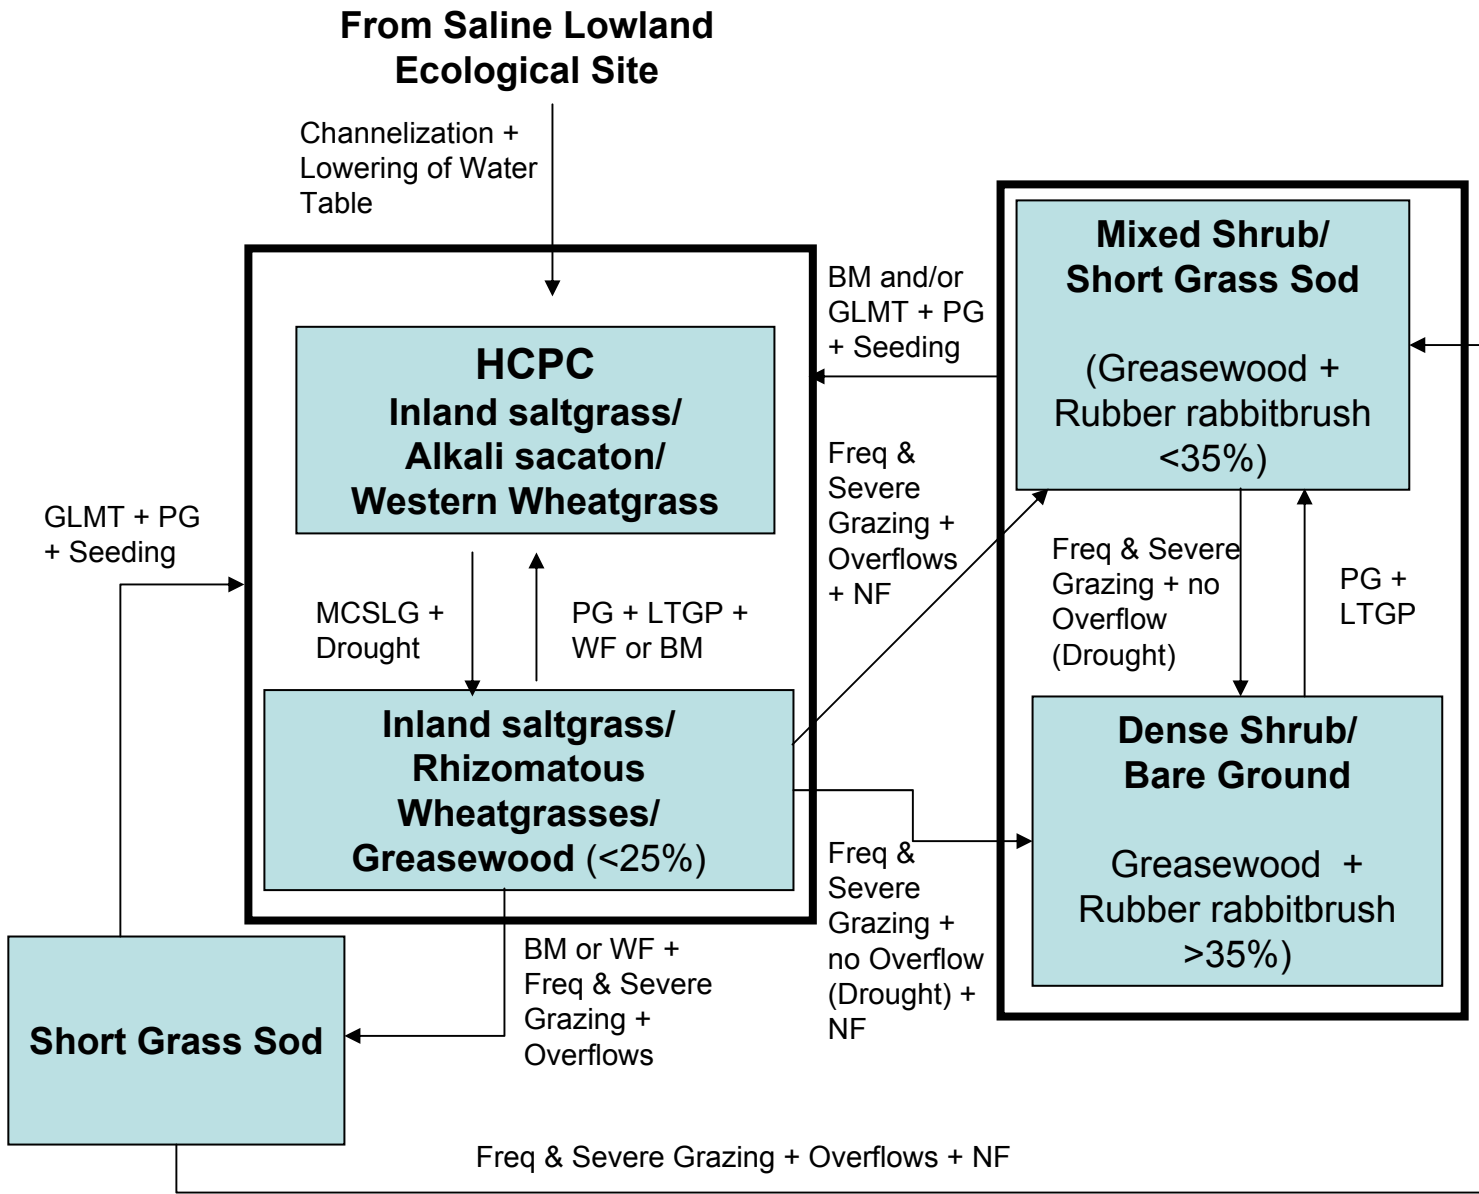 From Saline Lowland
Ecological Site
Channelization +
Lowering of Water
Table
HCPC
Inland saltgrass/
Alkali sacaton/
Western Wheatgrass
MCSLG +
Drought
PG + LTGP +
WF or BM
Inland saltgrass/
Rhizomatous
Wheatgrasses/
Greasewood (<25%)
GLMT + PG
+ Seeding
Short Grass Sod
BM or WF +
Freq & Severe
Grazing +
Overflows
BM and/or
GLMT + PG
+ Seeding
Freq &
Severe
Grazing +
Overflows
+ NF
Freq &
Severe
Grazing +
no Overflow
(Drought) +
NF
Mixed Shrub/
Short Grass Sod
(Greasewood +
Rubber rabbitbrush
<35%)
Freq & Severe
Grazing + no
Overflow
(Drought)
PG +
LTGP
Dense Shrub/
Bare Ground
Greasewood +
Rubber rabbitbrush
>35%)
Freq & Severe Grazing + Overflows + NF